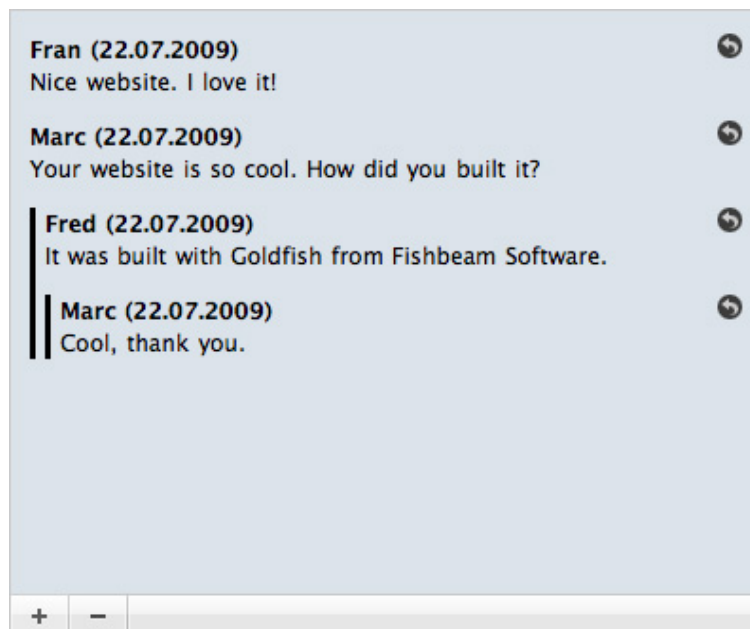 Fran (22.07.2009)
Nice website. I love it!
Marc (22.07.2009)
Your website is so cool. How did you built it?
Fred (22.07.2009)
It was built with Goldfish from Fishbeam Software.
Marc (22.07.2009)
Cool, thank you.
+ −